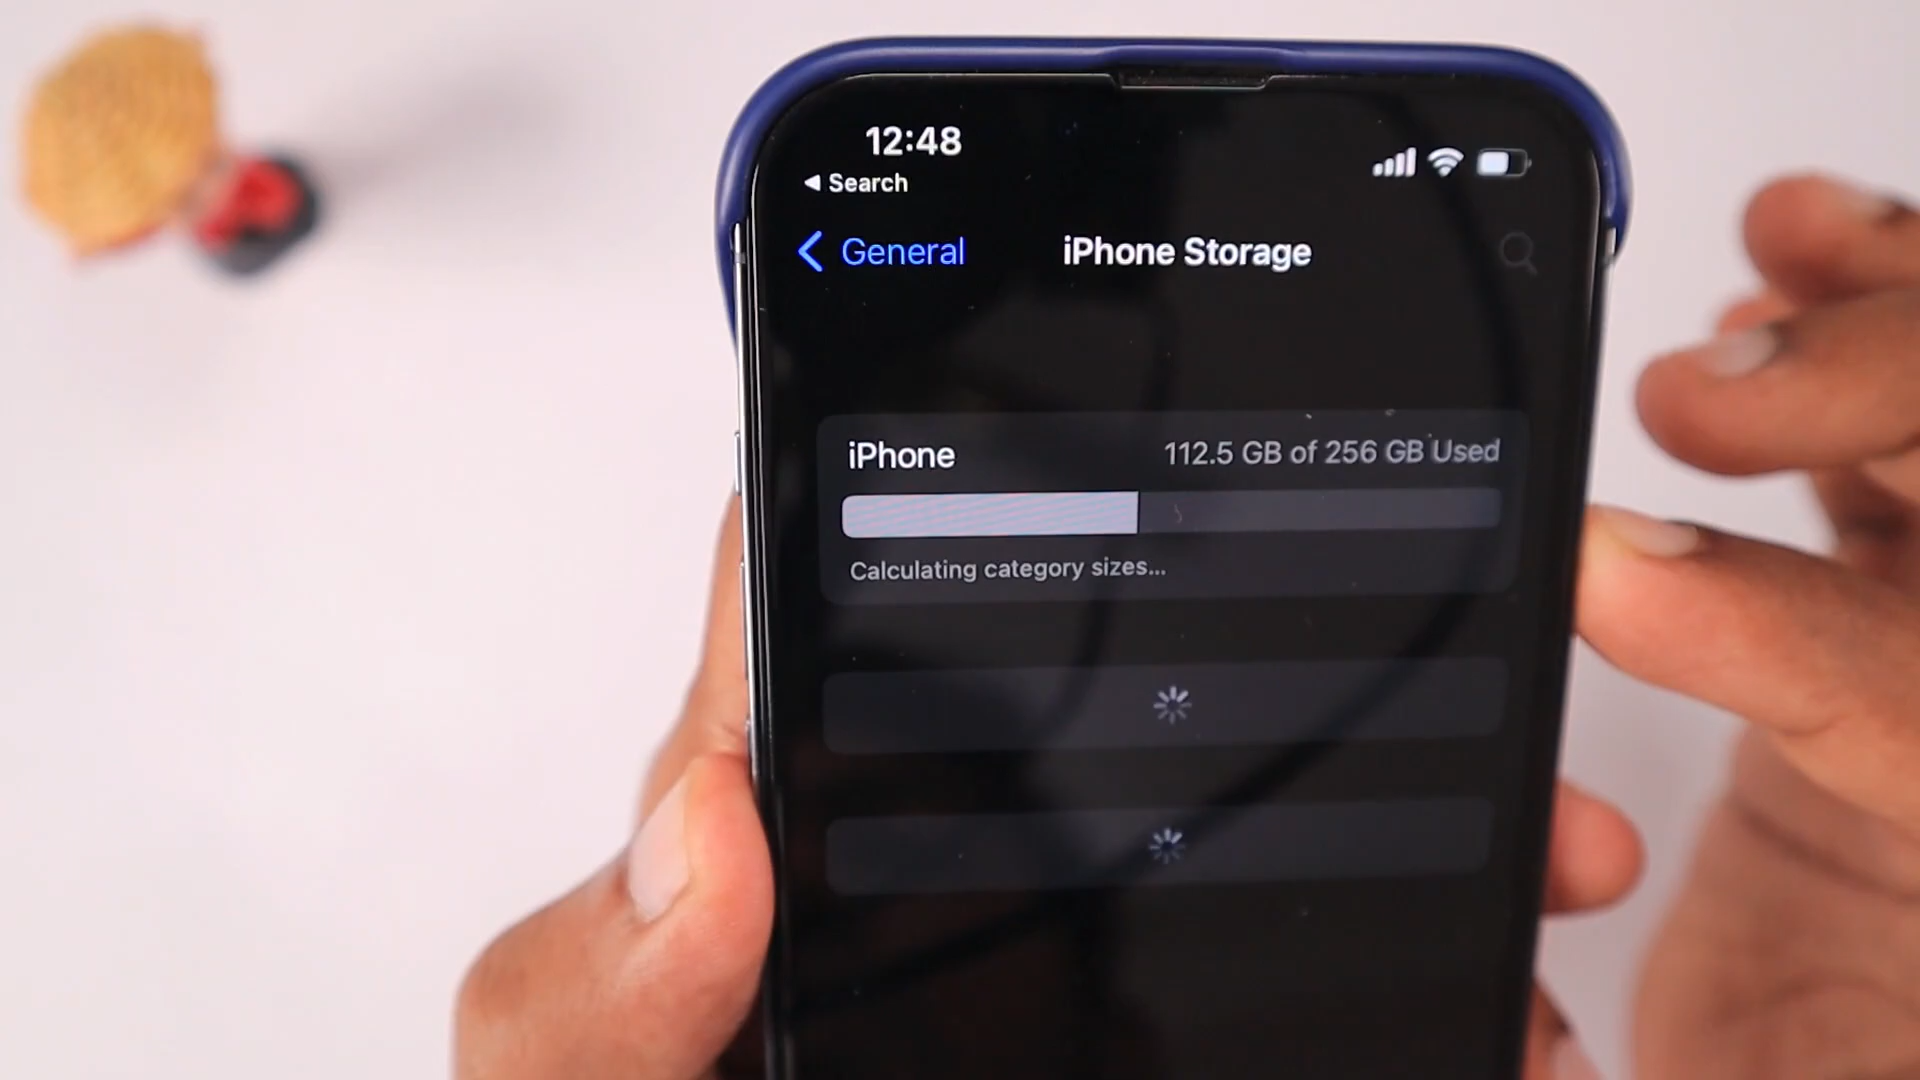 12:48
Search
General
iPhone Storage
iPhone
112.5 GB of 256 GB Used
Calculating category sizes...